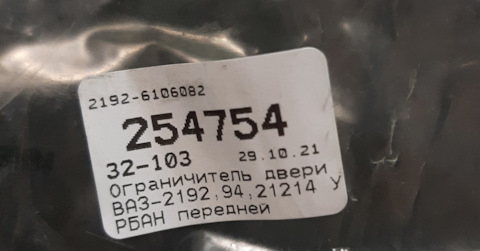 2192-6106082
254754
32-103 29.10.21
Ограничитель двери
ВАЗ-2192,94,21214 У
РБАН передней